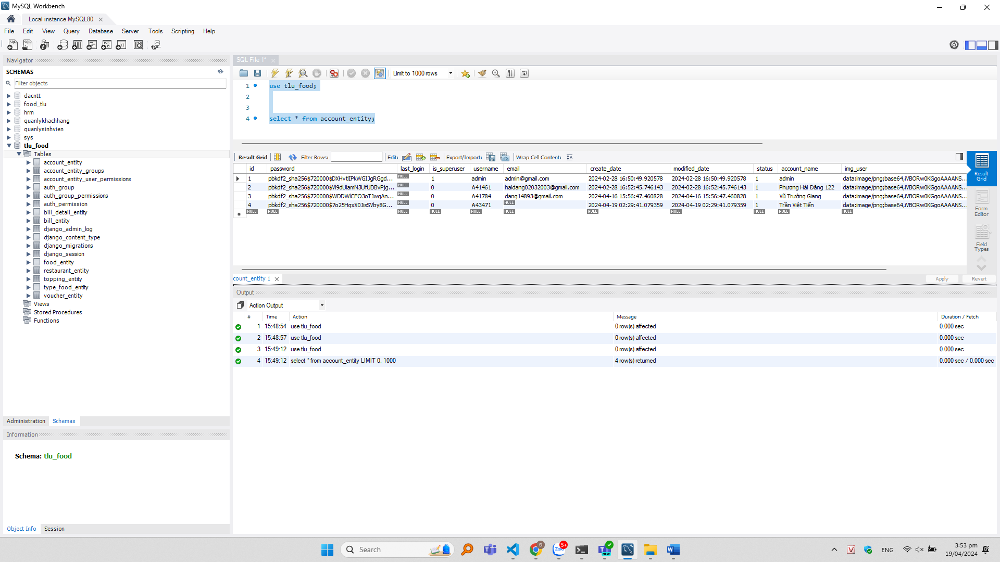 MySQL Workbench
Local instance MySQL80
File Edit View Query Database Server Tools Scripting Help
Navigator
SCHEMAS
Filter objects
dacntt
food_tlu
hrm
quanlykhachhang
quanlysinhvien
sys
tlu_food
Tables
account_entity
account_entity_groups
account_entity_user_permissions
auth_group
auth_group_permissions
auth_permission
bill_detail_entity
bill_entity
django_admin_log
django_content_type
django_migrations
django_session
food_entity
restaurant_entity
topping_entity
type_food_entity
voucher_entity
Views
Stored Procedures
Functions
Administration Schemas
Information
Schema: tlu_food
Object Info Session
SQL File 1*
Limit to 1000 rows
1 use tlu_food;
2
3
4 select * from account_entity;
Result Grid Filter Rows: Edit: Export/Import: Wrap Cell Content:
id password last_login is_superuser username email create_date modified_date status account_name img_user
1 pbkdf2_sha256$720000$DXHvtlIPkWGIJgRGgd... NULL 1 admin admin@gmail.com 2024-02-28 16:50:49.920578 2024-02-28 16:50:49.920578 1 admin data:image/png;base64,iVBORw0KGgoAAAANS...
2 pbkdf2_sha256$720000$Vl9dUlamN3UfUDBvPjg... NULL 0 A41461 haidang02032003@gmail.com 2024-02-28 16:52:45.746143 2024-02-28 16:52:45.746143 1 Phương Hải Đăng 122 data:image/png;base64,iVBORw0KGgoAAAANS...
3 pbkdf2_sha256$720000$WDDWlCFO3oTJwqAn... NULL 0 A41784 dang14893@gmail.com 2024-04-16 15:56:47.460828 2024-04-16 15:56:47.460828 1 Vũ Trường Giang data:image/png;base64,iVBORw0KGgoAAAANS...
4 pbkdf2_sha256$720000$7o25HqxX0JisSVby8G... NULL 0 A43471 NULL 2024-04-19 02:29:41.079359 2024-04-19 02:29:41.079359 1 Trần Việt Tiến data:image/png;base64,iVBORw0KGgoAAAANS...
NULL NULL NULL NULL NULL NULL NULL NULL NULL NULL
Result Grid
Form Editor
Field Types
count_entity 1
Apply Revert
Output
Action Output
# Time Action Message Duration / Fetch
1 15:48:54 use tlu_food 0 row(s) affected 0.000 sec
2 15:48:57 use tlu_food 0 row(s) affected 0.000 sec
3 15:49:12 use tlu_food 0 row(s) affected 0.000 sec
4 15:49:12 select * from account_entity LIMIT 0, 1000 4 row(s) returned 0.000 sec / 0.000 sec
Search
ENG
3:53 pm
19/04/2024